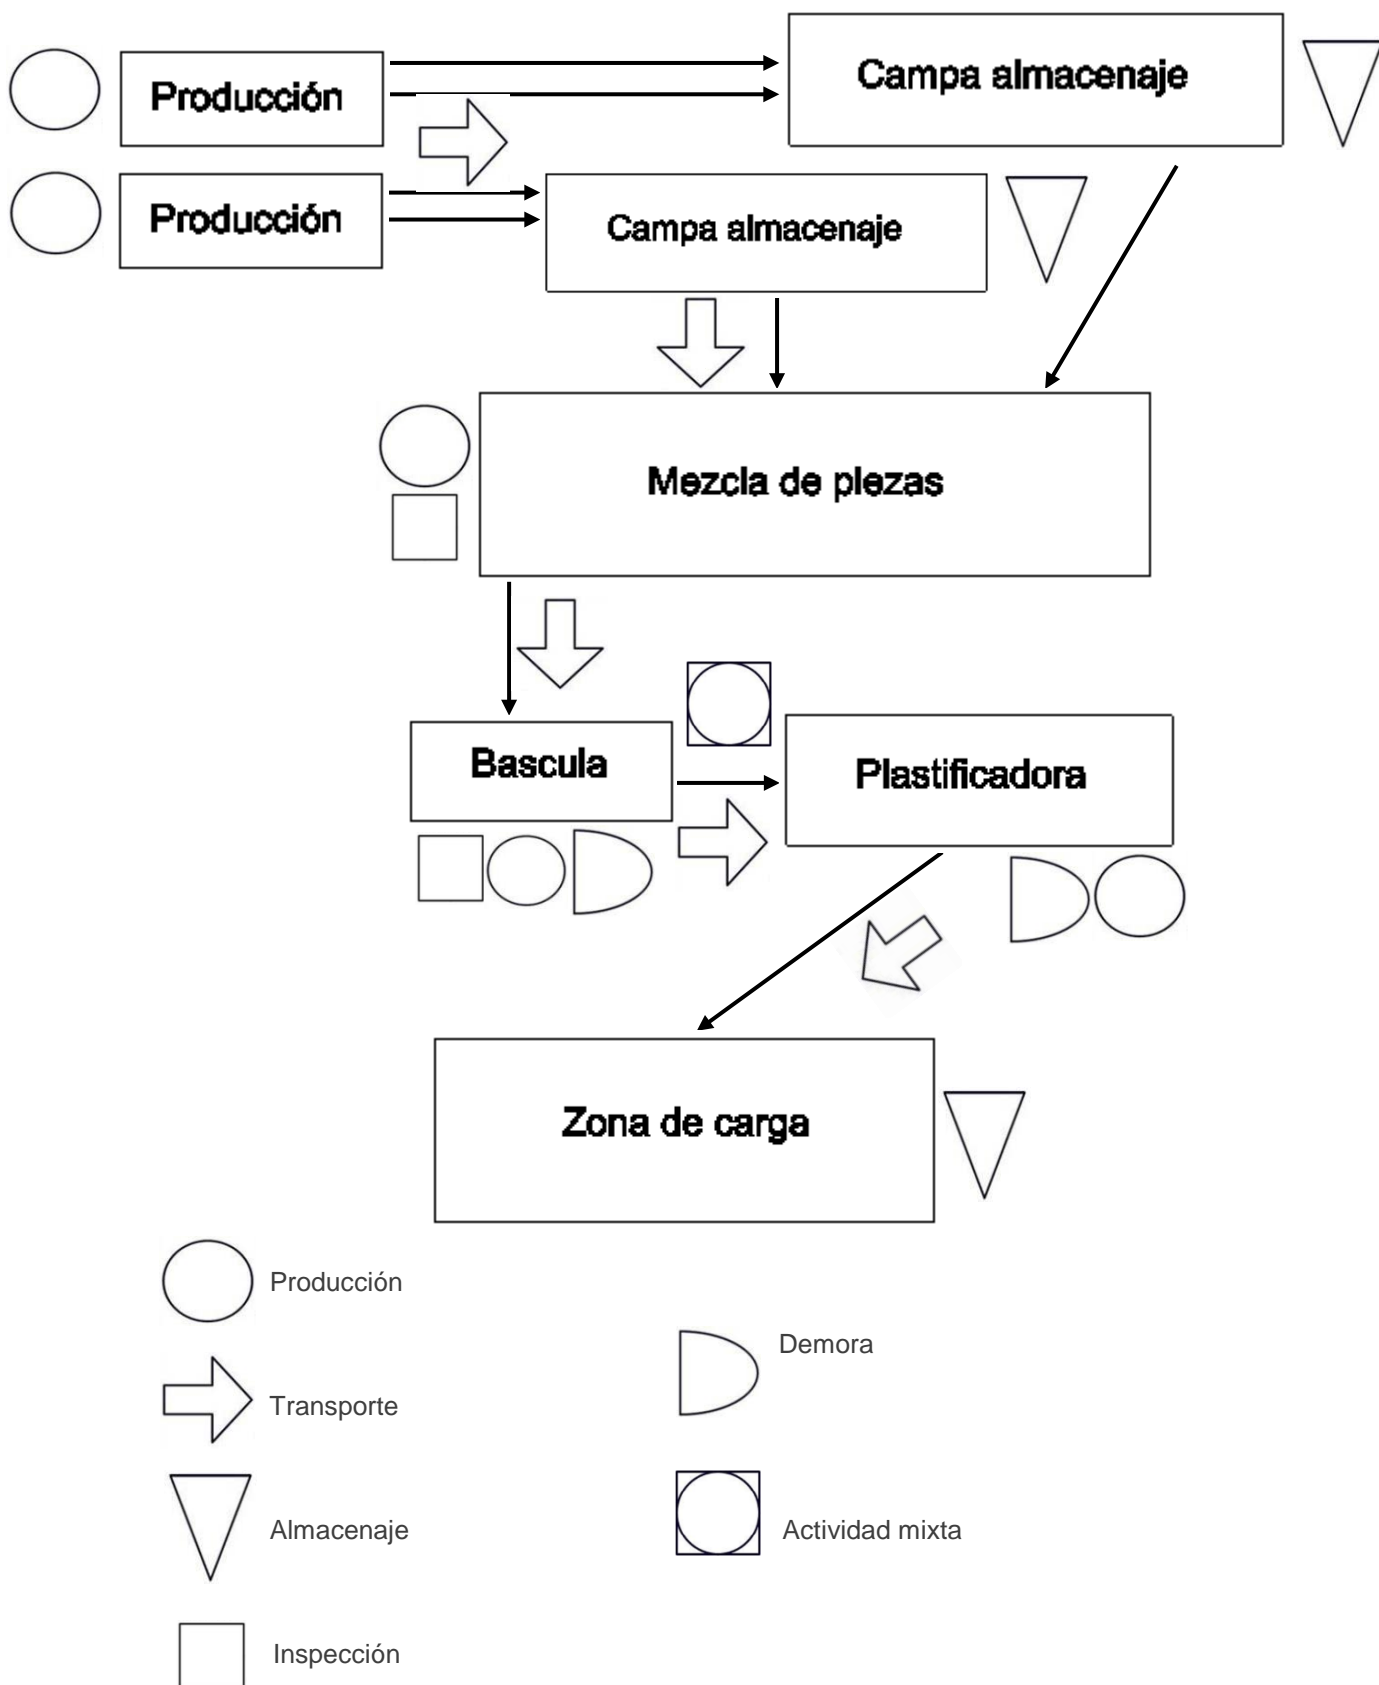 Producción
Campa almacenaje
Producción
Campa almacenaje
Mezcla de piezas
Bascula
Plastificadora
Zona de carga
Producción
Demora
Transporte
Almacenaje
Actividad mixta
Inspección